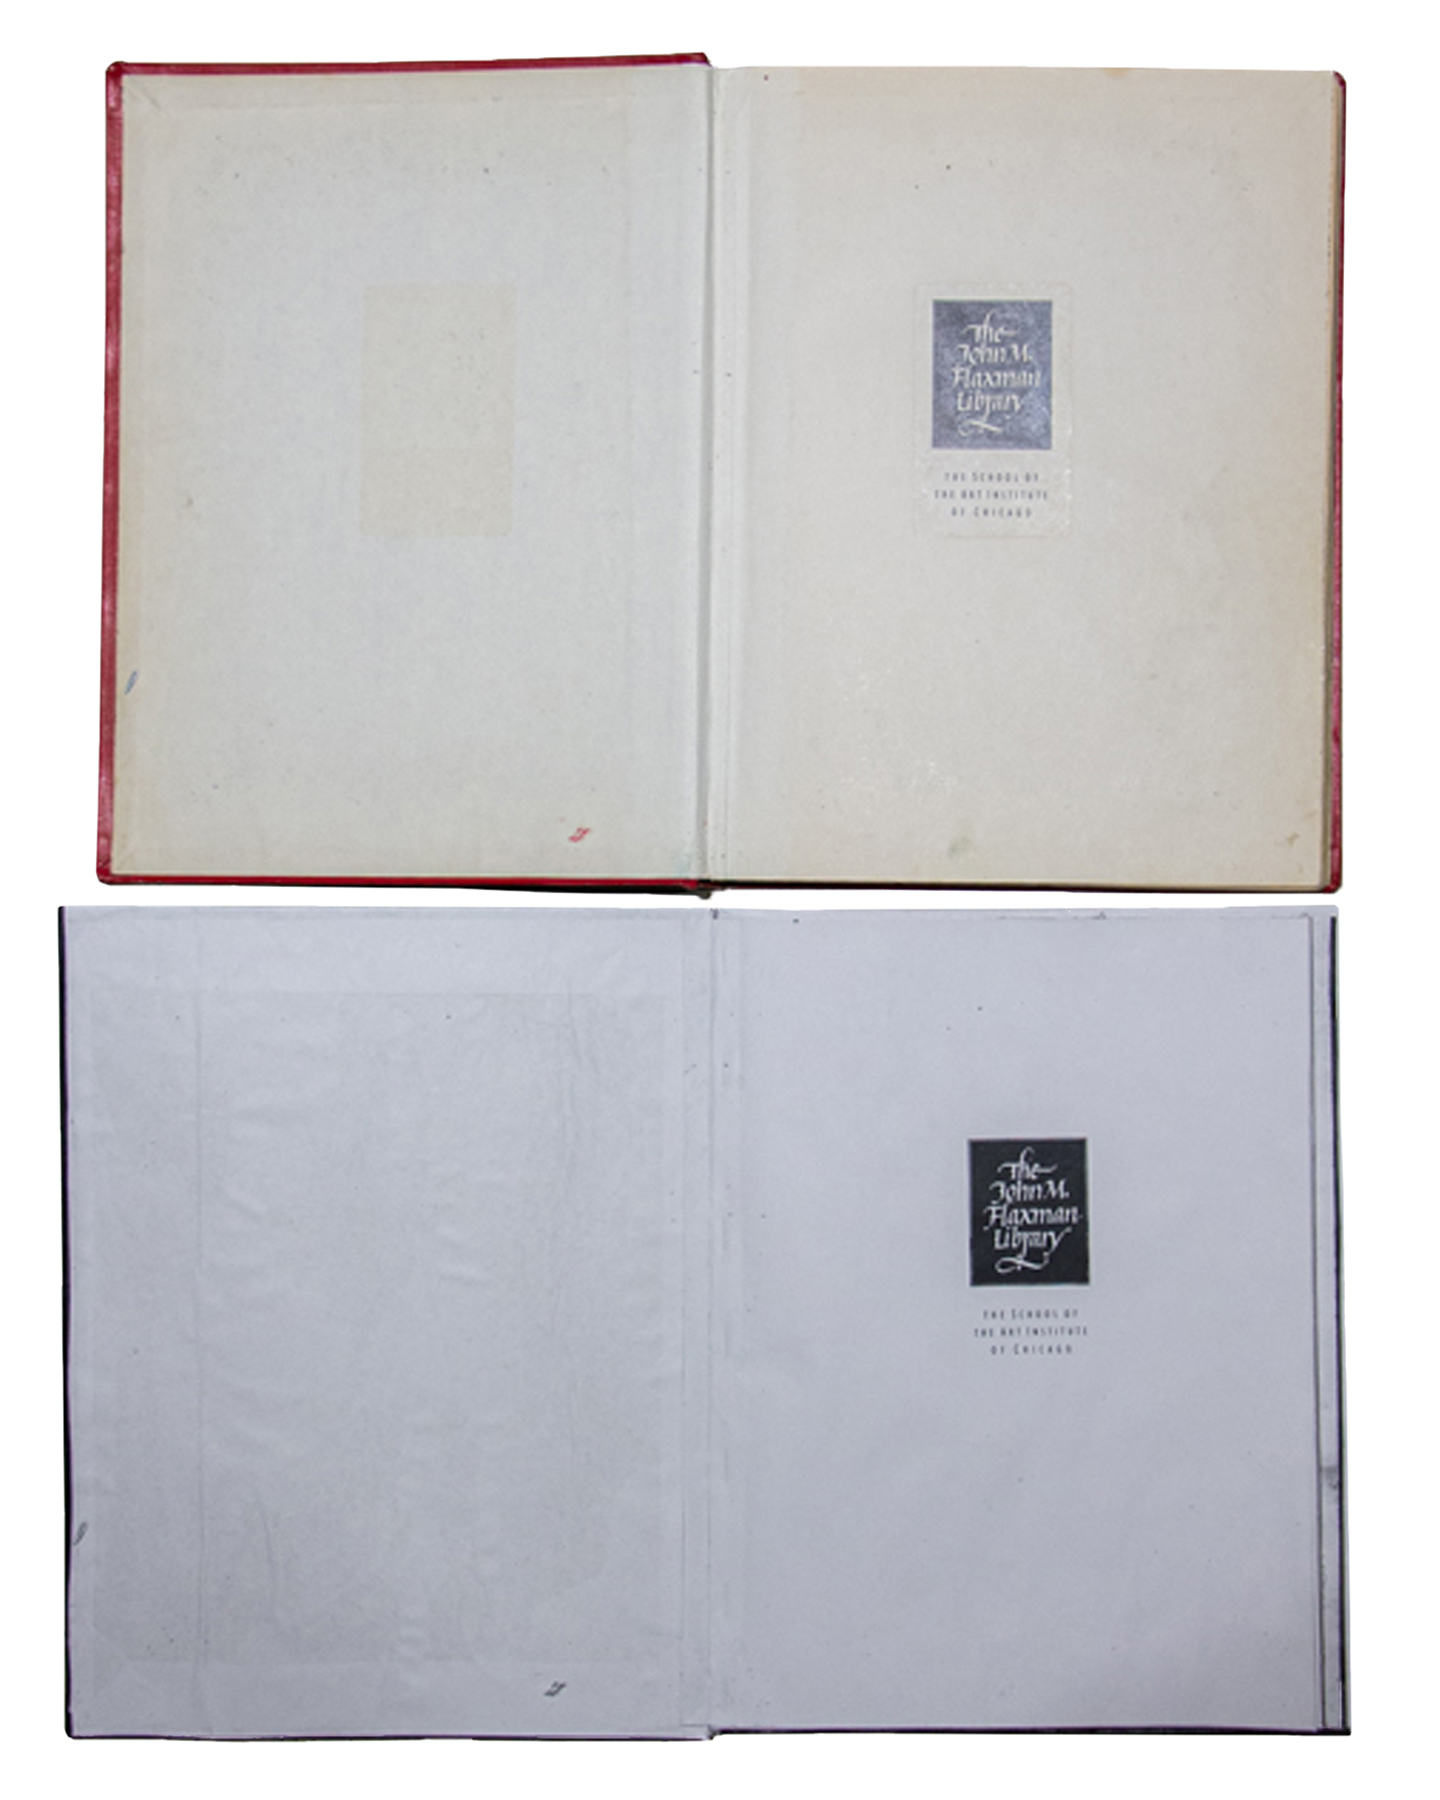 The
John M.
Flaxman
Library
THE SCHOOL OF
THE ART INSTITUTE
OF CHICAGO
The
John M.
Flaxman
Library
THE SCHOOL OF
THE ART INSTITUTE
OF CHICAGO